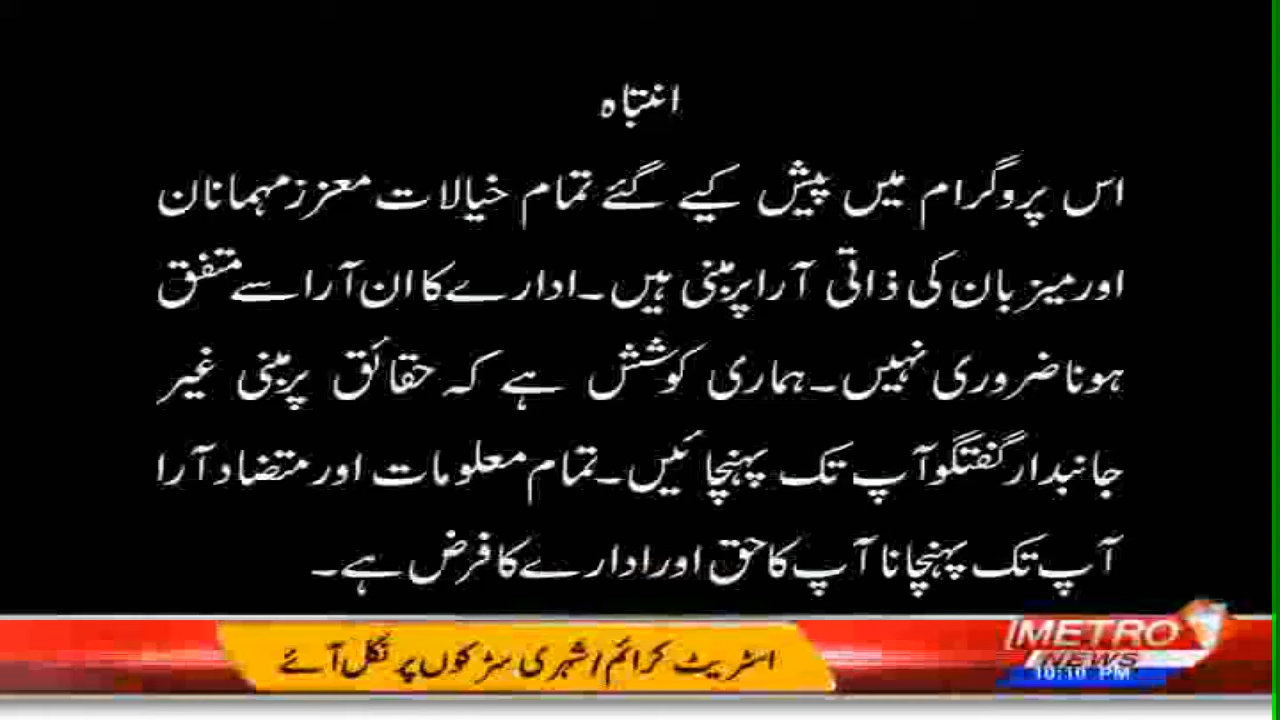 انتباہ
اس پروگرام میں پیش کیے گئے تمام خیالات معزز مہمانان
اور میزبان کی ذاتی آرا پر مبنی ہیں۔ ادارے کا ان آرا سے متفق
ہونا ضروری نہیں۔ ہماری کوشش ہے کہ حقائق پر مبنی غیر
جانبدار گفتگو آپ تک پہنچائیں۔ تمام معلومات اور متضاد آرا
آپ تک پہنچانا آپ کا حق اور ادارے کا فرض ہے۔
METRO
NEWS
اسٹریٹ کرائم! شہری سڑکوں پر نکل آئے
10:10 PM